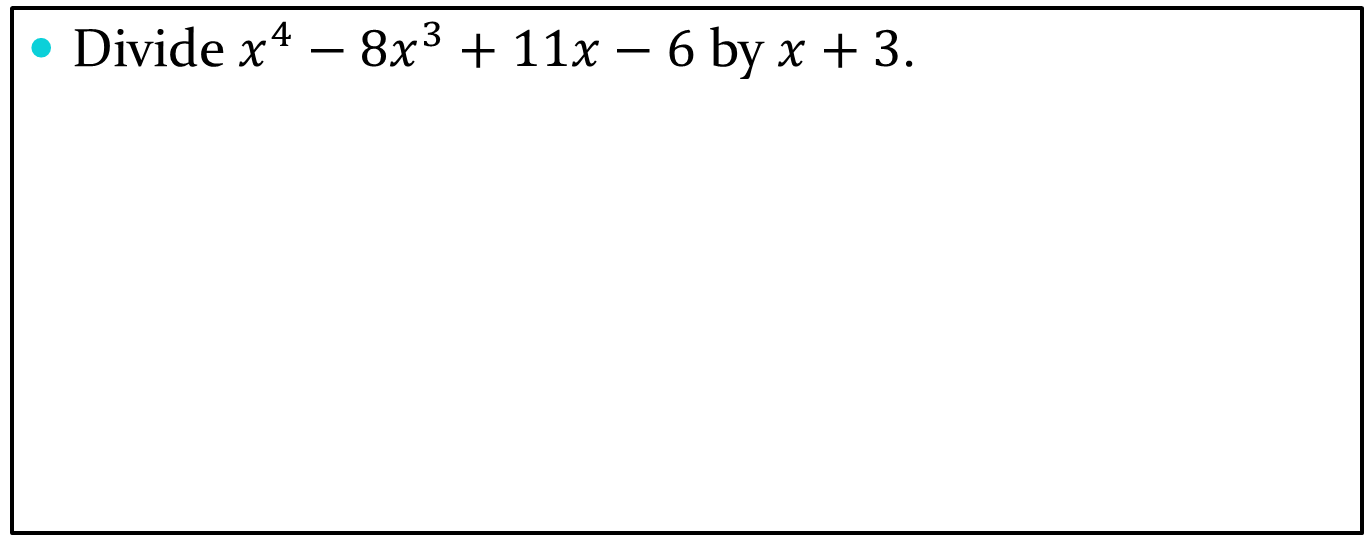 • Divide 𝑥⁴ − 8𝑥³ + 11𝑥 − 6 by 𝑥 + 3.